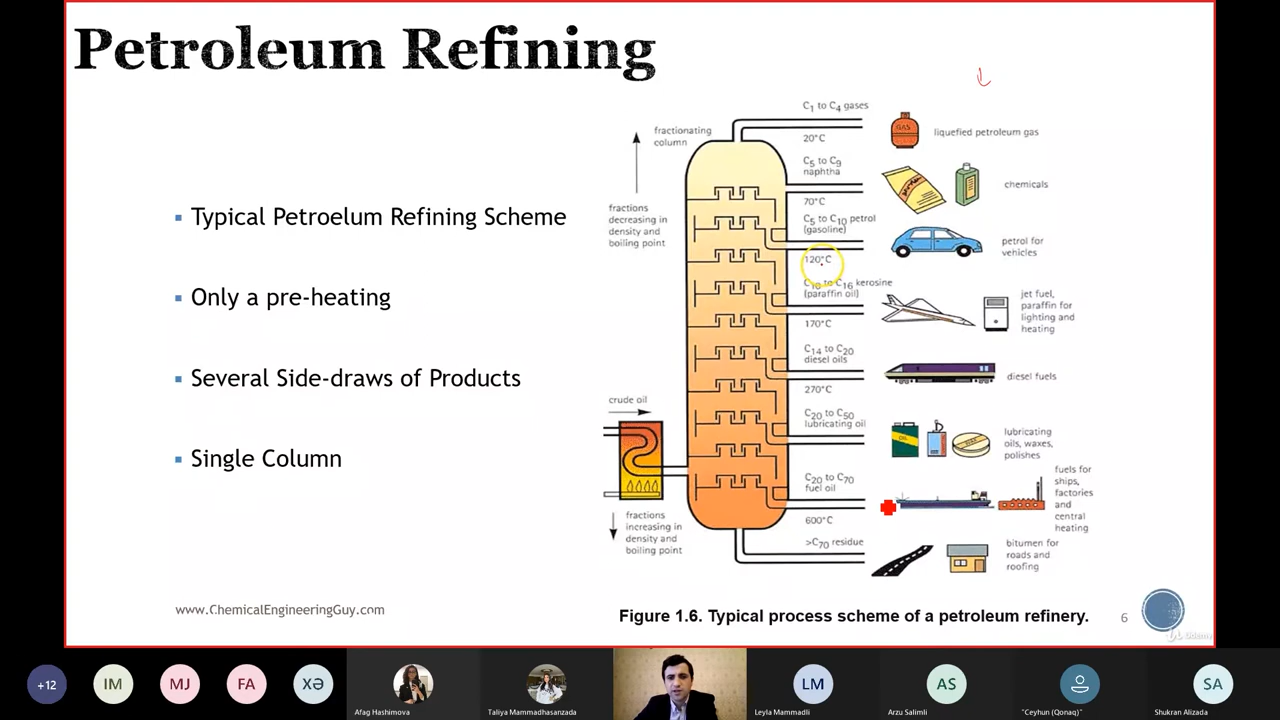 Petroleum Refining
Typical Petroelum Refining Scheme
Only a pre-heating
Several Side-draws of Products
Single Column
www.ChemicalEngineeringGuy.com
fractionating
column
fractions
decreasing in
density and
boiling point
crude oil
fractions
increasing in
density and
boiling point
C1 to C4 gases
20°C
C5 to C9
naphtha
70°C
C5 to C10 petrol
(gasoline)
120°C
C10 to C16 kerosine
(paraffin oil)
170°C
C14 to C20
diesel oils
270°C
C20 to C50
lubricating oil
C20 to C70
fuel oil
600°C
>C70 residue
GAS
liquefied petroleum gas
chemicals
petrol for
vehicles
jet fuel,
paraffin for
lighting and
heating
diesel fuels
OIL
lubricating
oils, waxes,
polishes
fuels for
ships,
factories
and
central
heating
bitumen for
roads and
roofing
Figure 1.6. Typical process scheme of a petroleum refinery.
6
Udemy
+12
IM
MJ
FA
XƏ
Afag Hashimova
Taliya Mammadhasanzada
LM
Leyla Mammadli
AS
Arzu Salimli
"Ceyhun (Qonaq)"
SA
Shukran Alizada